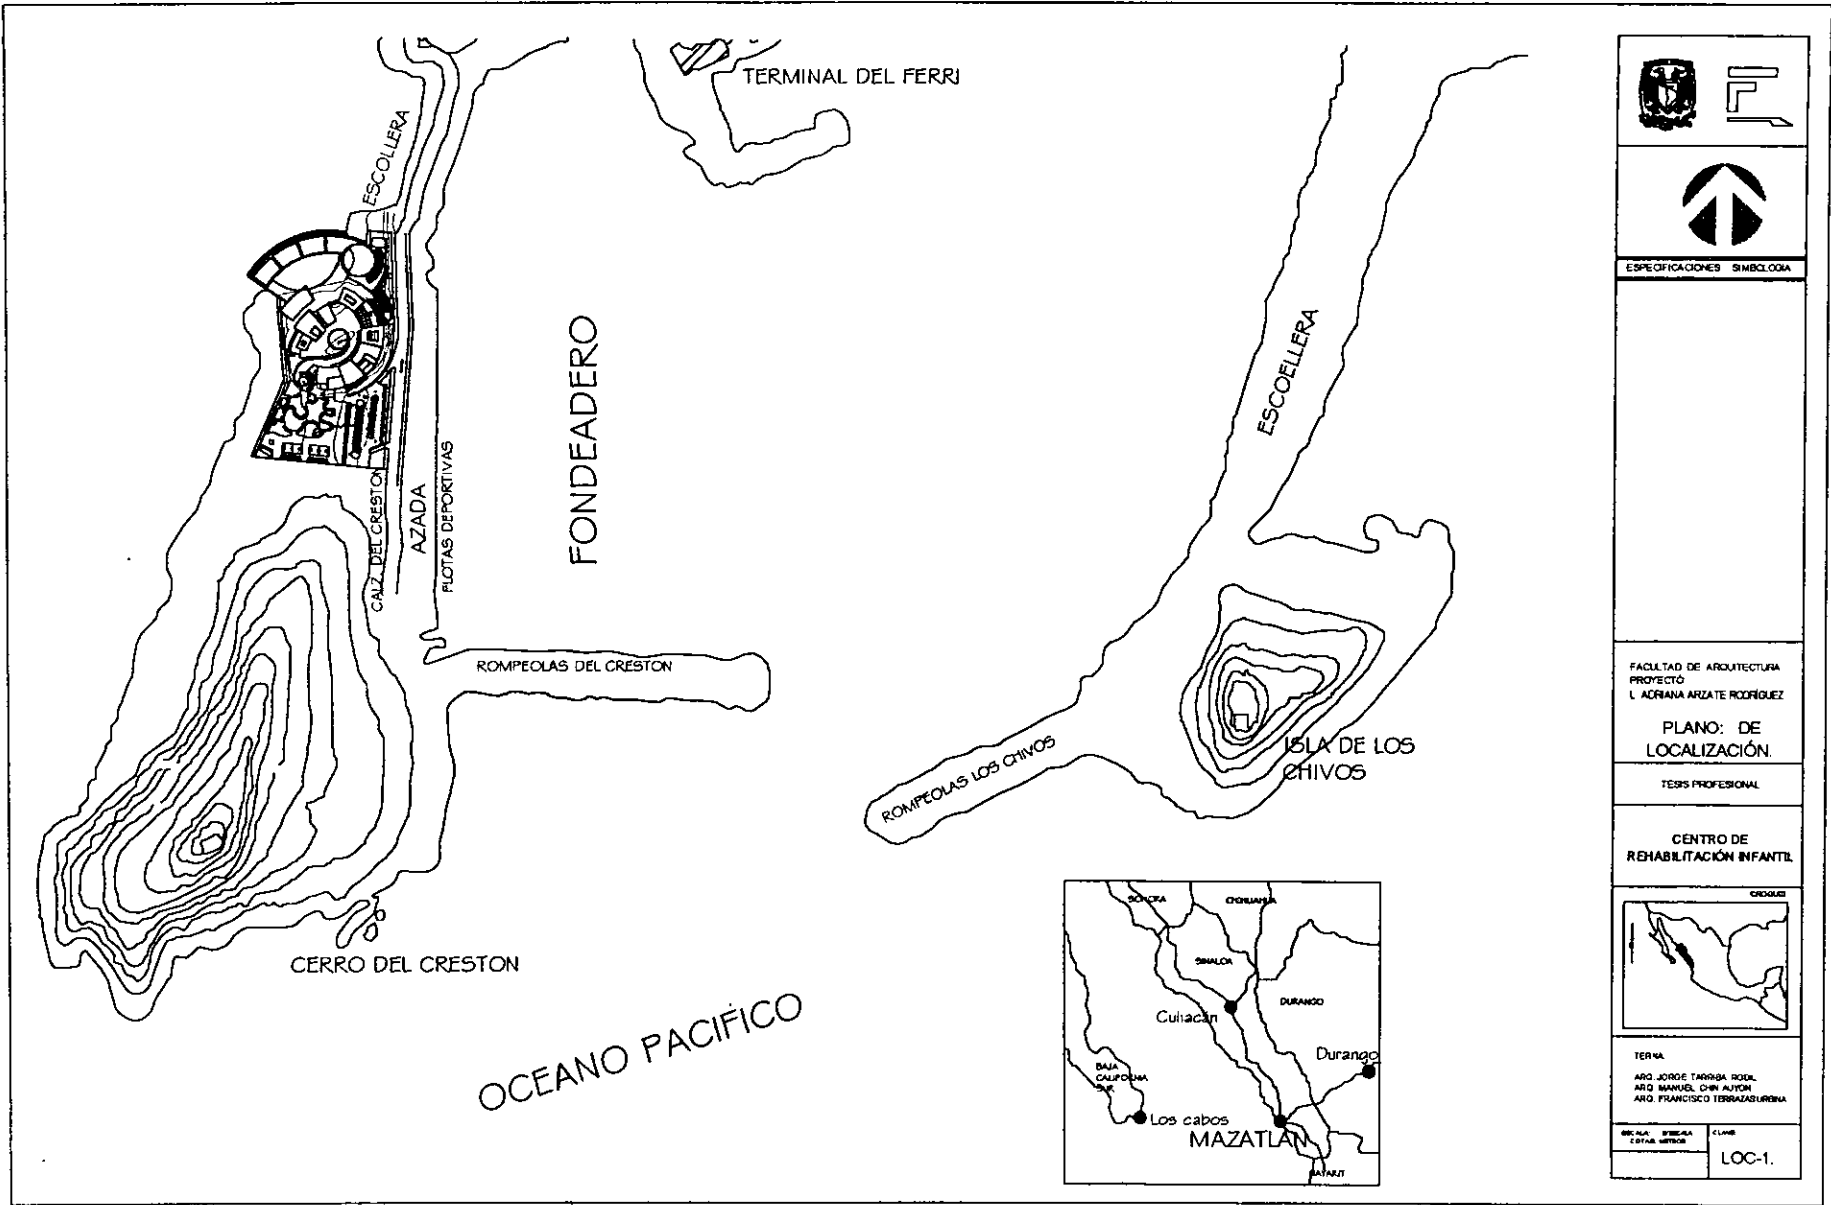 TERMINAL DEL FERRI
ESCOLLERA
FONDEADERO
ESCOELLERA
CALZ. DEL CRESTON
AZADA
FLOTAS DEPORTIVAS
ROMPEOLAS DEL CRESTON
ROMPEOLAS LOS CHIVOS
ISLA DE LOS
CHIVOS
CERRO DEL CRESTON
OCEANO PACIFICO
SONORA
CHIHUAHUA
SINALOA
DURANGO
Culiacán
Durango
BAJA
CALIFORNIA
SUR
Los cabos
MAZATLAN
NAYARIT
ESPECIFICACIONES SIMBOLOGIA
FACULTAD DE ARQUITECTURA
PROYECTÓ
L. ADRIANA ARZATE RODRÍGUEZ
PLANO: DE
LOCALIZACIÓN.
TESIS PROFESIONAL
CENTRO DE
REHABILITACIÓN INFANTIL
CROQUIS
TERNA
ARQ. JORGE TARRIBA RODIL
ARQ. MANUEL CHIN AUYON
ARQ. FRANCISCO TERRAZAS URBINA
CLAVE
LOC-1.